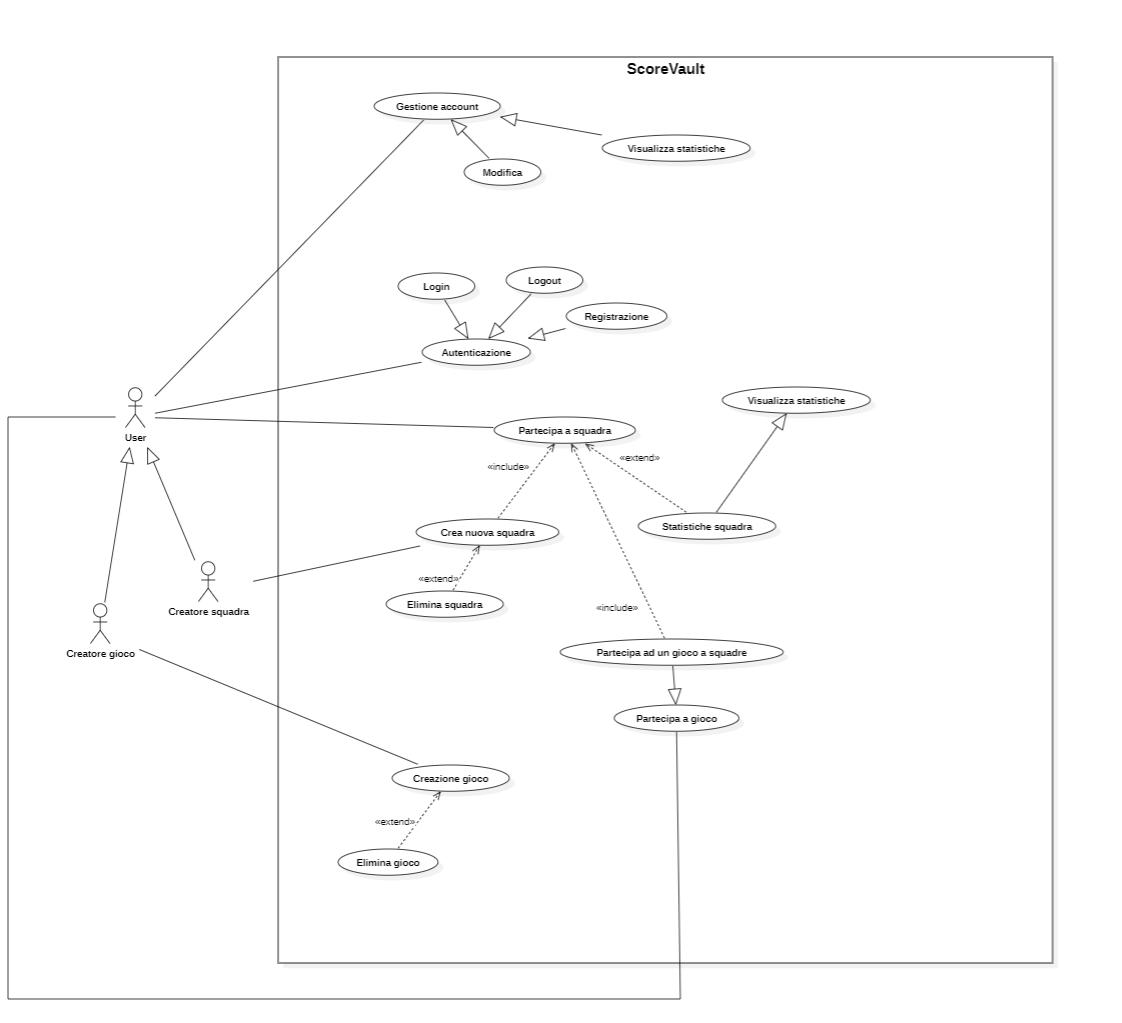 ScoreVault
Gestione account
Visualizza statistiche
Modifica
Login
Logout
Registrazione
Autenticazione
Visualizza statistiche
Partecipa a squadra
User
«include»
«extend»
Statistiche squadra
Crea nuova squadra
«extend»
Elimina squadra
Creatore squadra
«include»
Creatore gioco
Partecipa ad un gioco a squadre
Partecipa a gioco
Creazione gioco
«extend»
Elimina gioco